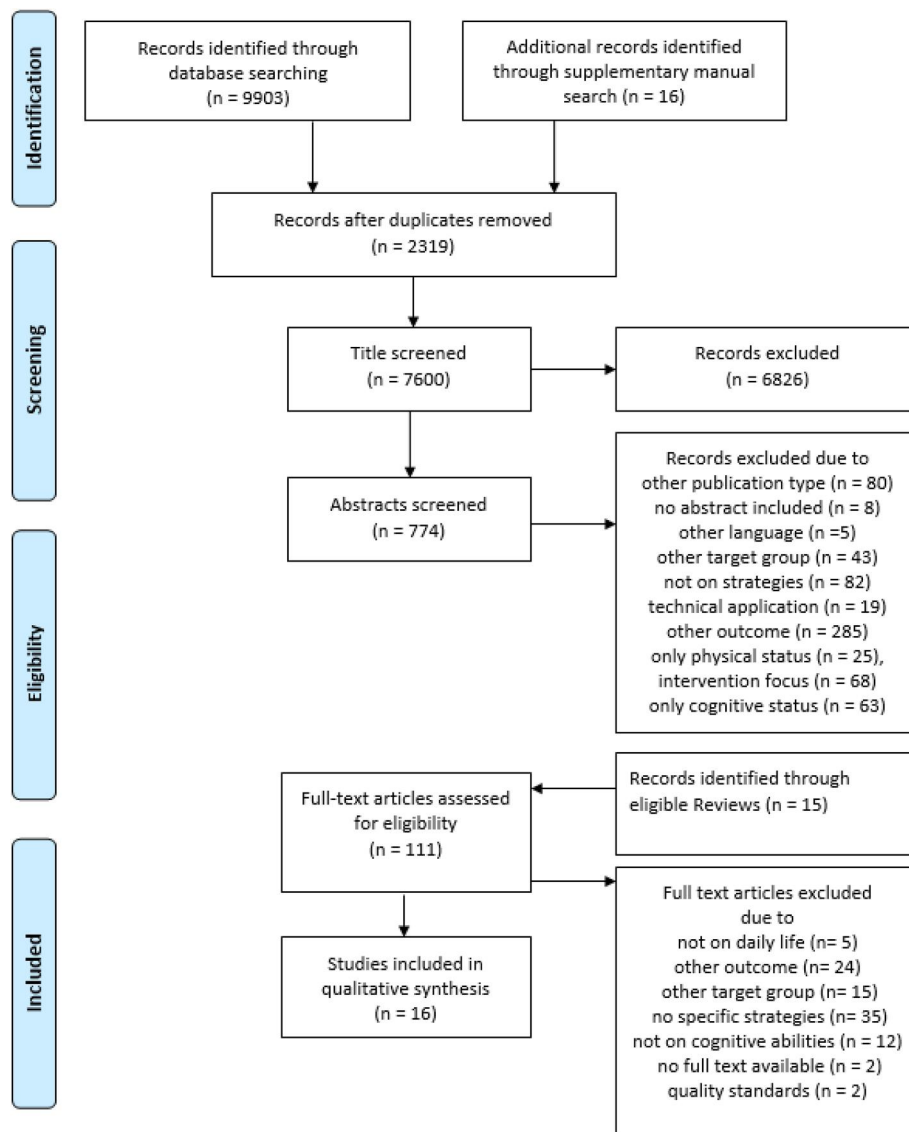 Identification
Records identified through
database searching
(n = 9903)
Additional records identified
through supplementary manual
search (n = 16)
Records after duplicates removed
(n = 2319)
Screening
Title screened
(n = 7600)
Records excluded
(n = 6826)
Abstracts screened
(n = 774)
Records excluded due to
other publication type (n = 80)
no abstract included (n = 8)
other language (n =5)
other target group (n = 43)
not on strategies (n = 82)
technical application (n = 19)
other outcome (n = 285)
only physical status (n = 25),
intervention focus (n = 68)
only cognitive status (n = 63)
Eligibility
Records identified through
eligible Reviews (n = 15)
Full-text articles assessed
for eligibility
(n = 111)
Included
Full text articles excluded
due to
not on daily life (n= 5)
other outcome (n= 24)
other target group (n= 15)
no specific strategies (n= 35)
not on cognitive abilities (n = 12)
no full text available (n = 2)
quality standards (n = 2)
Studies included in
qualitative synthesis
(n = 16)